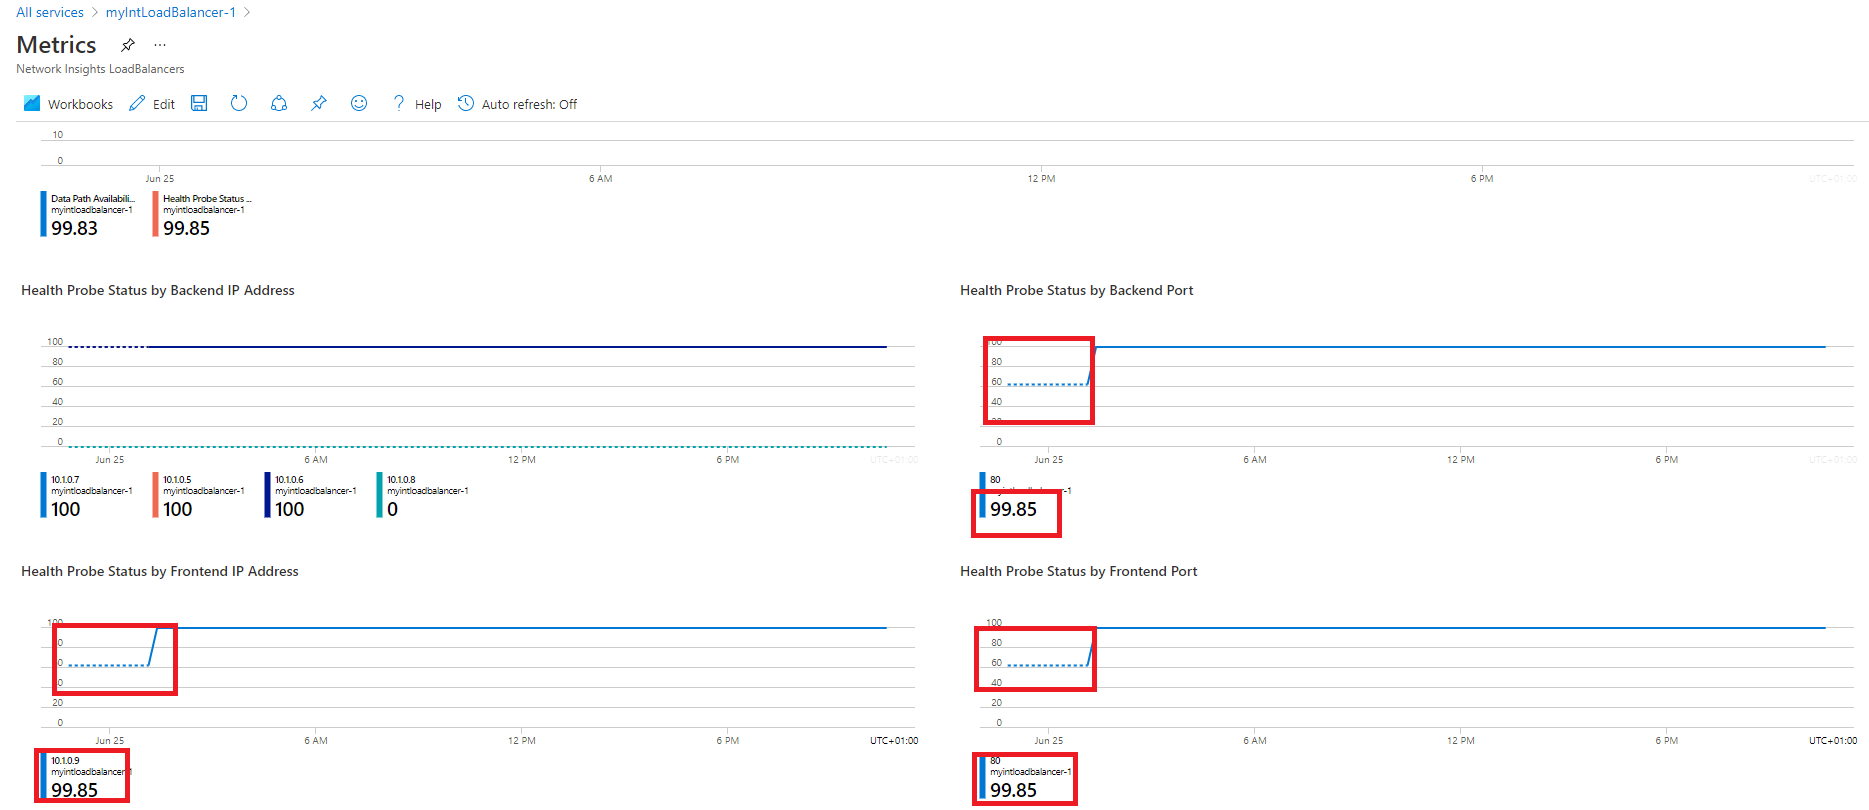 All services > myIntLoadBalancer-1 >
Metrics ...
Network Insights LoadBalancers
Workbooks Edit ? Help Auto refresh: Off
10
0
Jun 25 6 AM 12 PM 6 PM UTC+01:00
Data Path Availabili... Health Probe Status ...
myintloadbalancer-1 myintloadbalancer-1
99.83 99.85
Health Probe Status by Backend IP Address
100
80
60
40
20
0
Jun 25 6 AM 12 PM 6 PM UTC+01:00
10.1.0.7 10.1.0.5 10.1.0.6 10.1.0.8
myintloadbalancer-1 myintloadbalancer-1 myintloadbalancer-1 myintloadbalancer-1
100 100 100 0
Health Probe Status by Backend Port
80
60
40
0
Jun 25 6 AM 12 PM 6 PM UTC+01:00
80
99.85
Health Probe Status by Frontend IP Address
100
20
0
Jun 25 6 AM 12 PM 6 PM UTC+01:00
10.1.0.9
myintloadbalancer-1
99.85
Health Probe Status by Frontend Port
100
80
60
40
20
0
Jun 25 6 AM 12 PM 6 PM UTC+01:00
80
myintloadbalancer-1
99.85